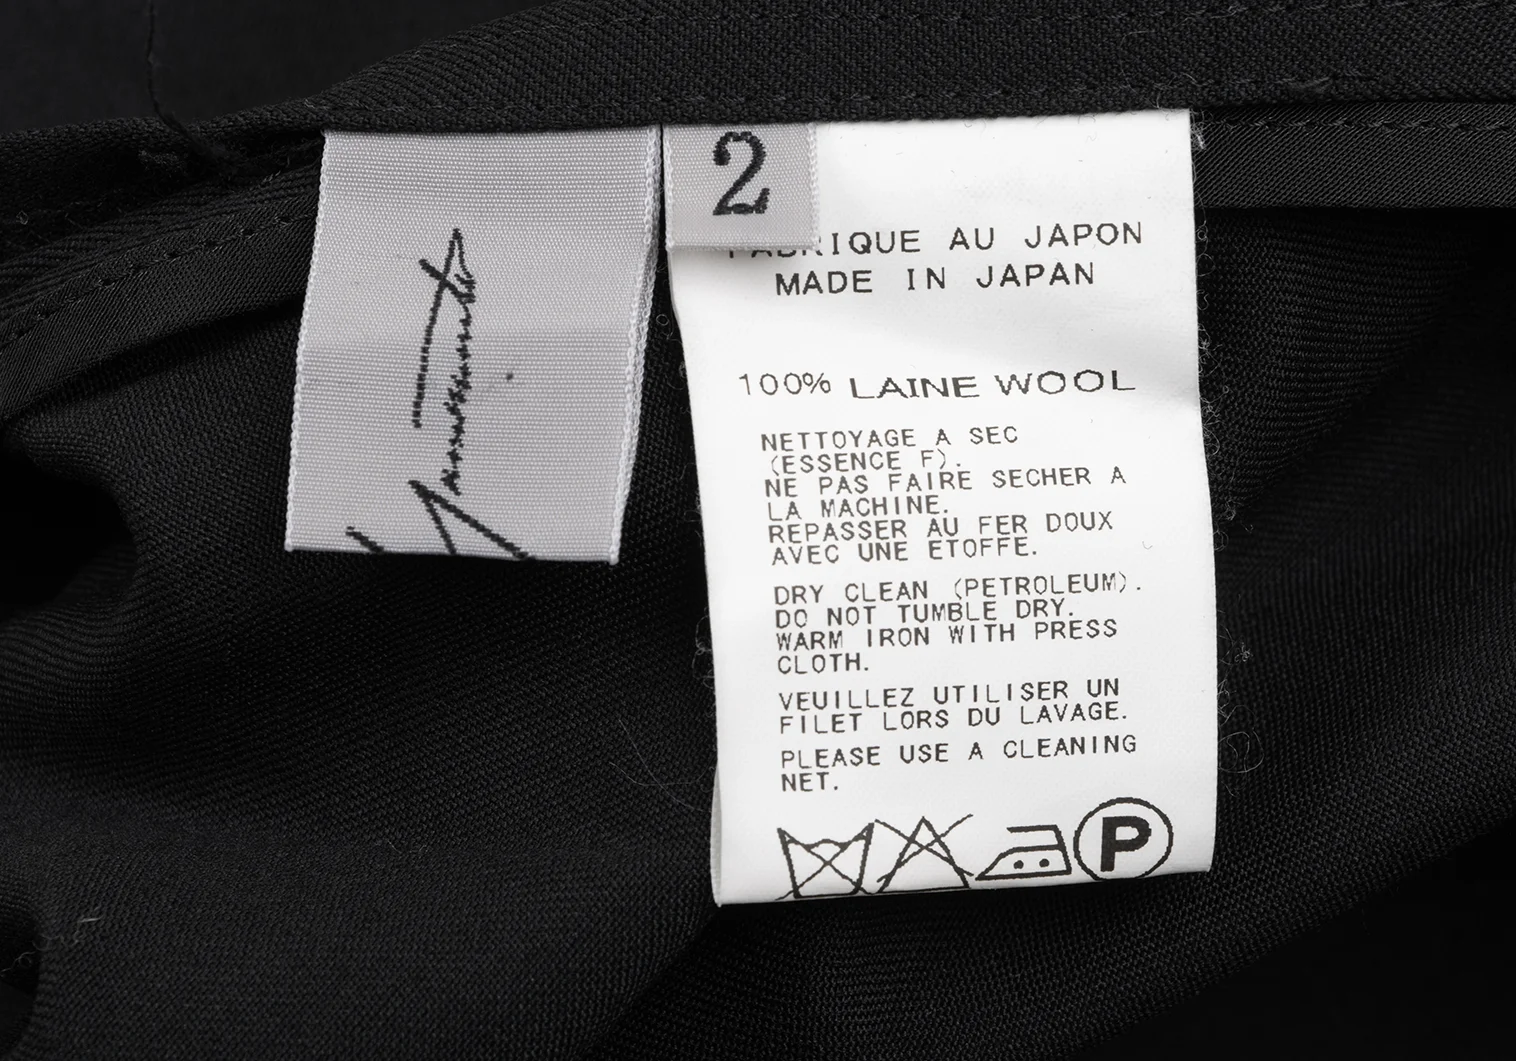 2
FABRIQUE AU JAPON
MADE IN JAPAN
100% LAINE WOOL
NETTOYAGE A SEC
(ESSENCE F).
NE PAS FAIRE SECHER A
LA MACHINE.
REPASSER AU FER DOUX
AVEC UNE ETOFFE.
DRY CLEAN (PETROLEUM).
DO NOT TUMBLE DRY.
WARM IRON WITH PRESS
CLOTH.
VEUILLEZ UTILISER UN
FILET LORS DU LAVAGE.
PLEASE USE A CLEANING
NET.
P